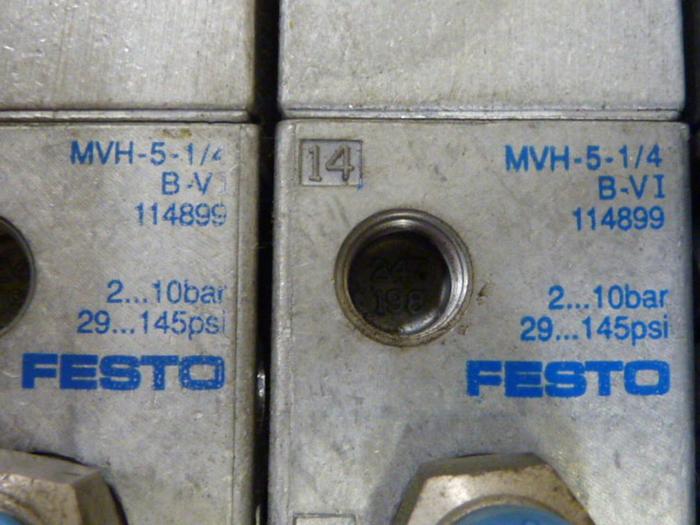 MVH-5-1/4
B-V
114899
2...10bar
29...145psi
FESTO
14
MVH-5-1/4
B-VI
114899
2...10bar
29...145psi
FESTO